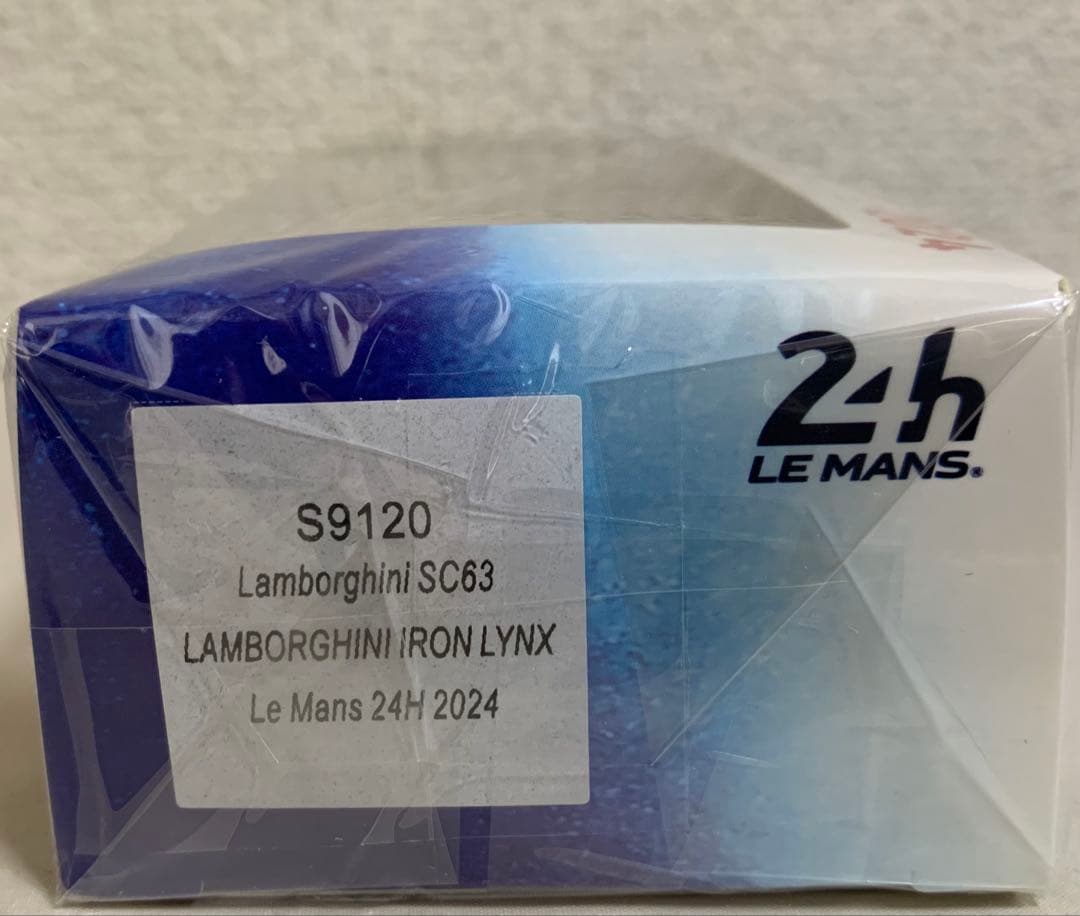 24h
LE MANS
S9120
Lamborghini SC63
LAMBORGHINI IRON LYNX
Le Mans 24H 2024